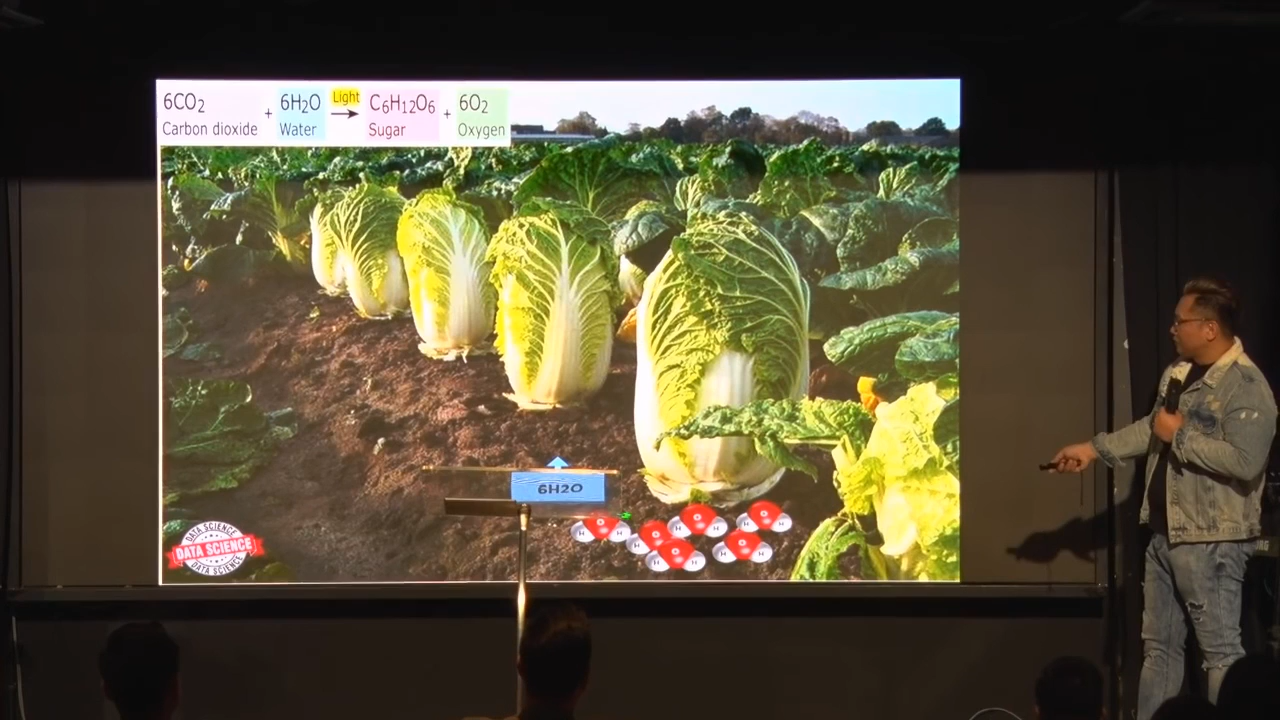 6CO2 + 6H2O Light → C6H12O6 + 6O2
Carbon dioxide Water Sugar Oxygen
6H2O
O O O
H H H H H H
O O O
H H H H H H
DATA SCIENCE
DATA SCIENCE
DATA SCIENCE